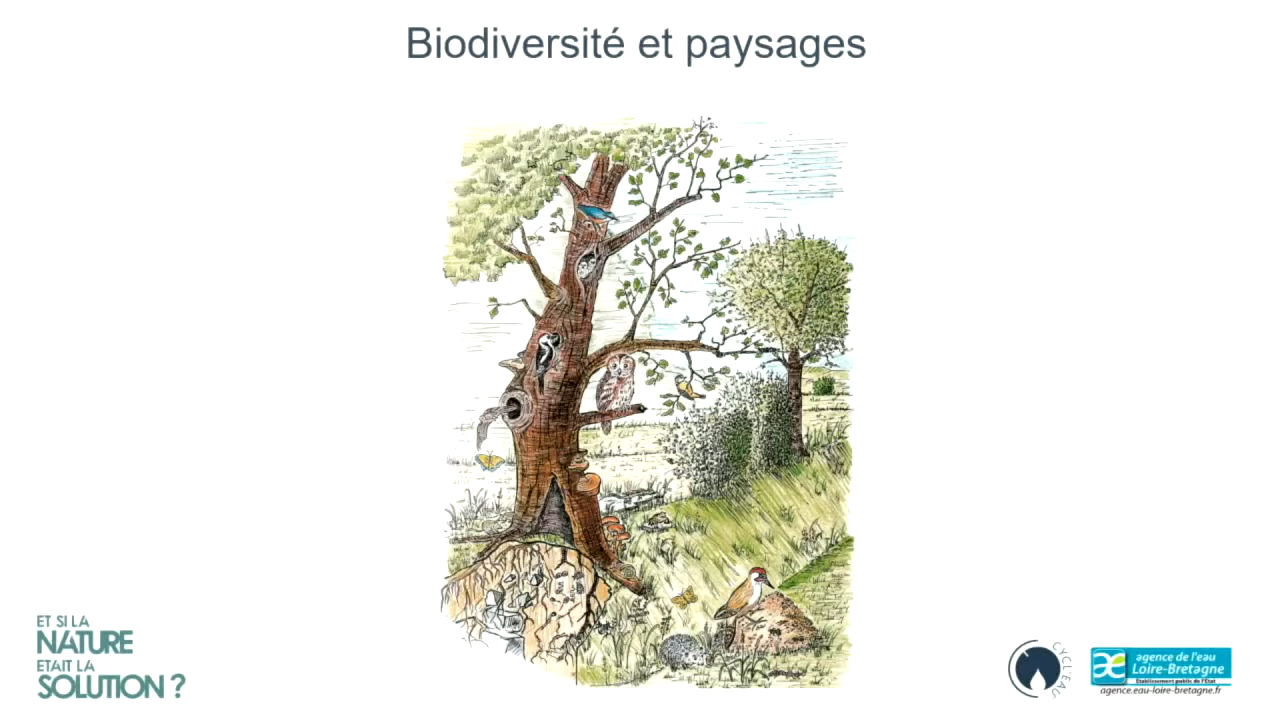 Biodiversité et paysages
ET SI LA
NATURE
ETAIT LA
SOLUTION ?
CYCL'EAU
agence de l'eau
Loire-Bretagne
Etablissement public de l'Etat
agence.eau-loire-bretagne.fr